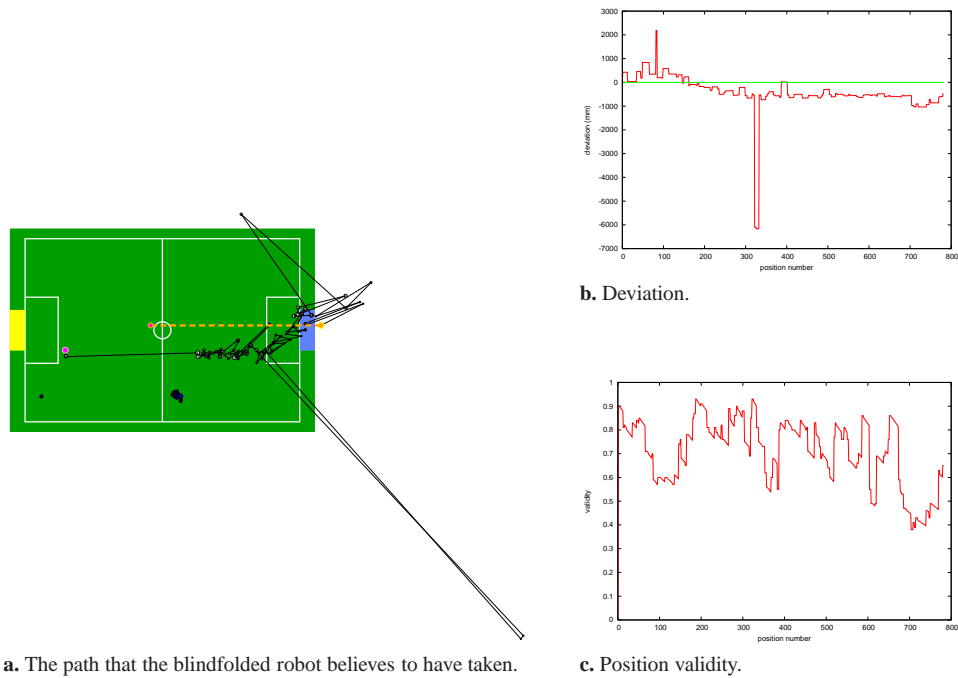 3000
2000
1000
0
-1000
-2000
-3000
-4000
-5000
-6000
-7000
deviation (mm)
0 100 200 300 400 500 600 700 800
position number
b. Deviation.
1
0.9
0.8
0.7
0.6
0.5
0.4
0.3
0.2
0.1
0
validity
0 100 200 300 400 500 600 700 800
position number
a. The path that the blindfolded robot believes to have taken.
c. Position validity.